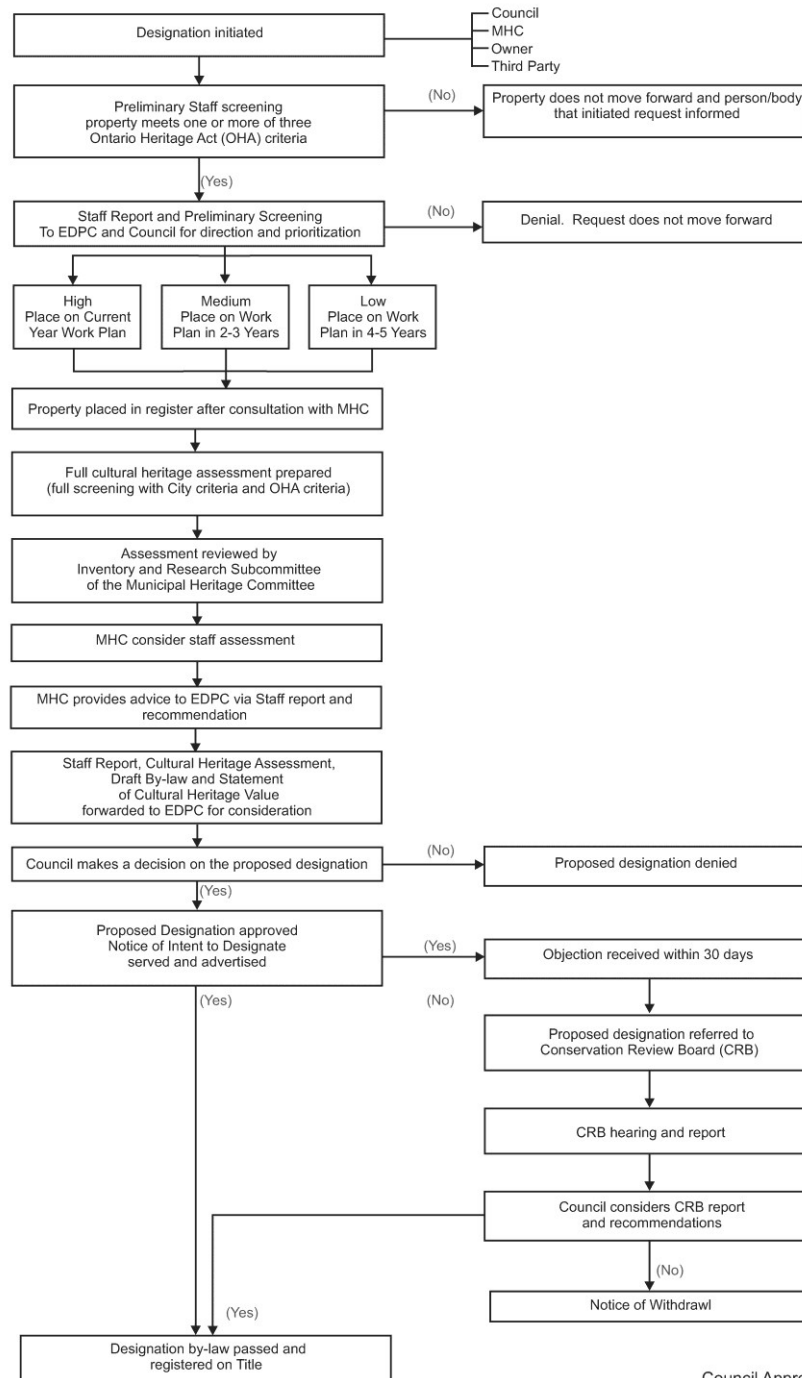 Designation initiated
Council
MHC
Owner
Third Party
Preliminary Staff screening
property meets one or more of three
Ontario Heritage Act (OHA) criteria
(No)
Property does not move forward and person/body
that initiated request informed
(Yes)
Staff Report and Preliminary Screening
To EDPC and Council for direction and prioritization
(No)
Denial. Request does not move forward
High
Place on Current
Year Work Plan
Medium
Place on Work
Plan in 2-3 Years
Low
Place on Work
Plan in 4-5 Years
Property placed in register after consultation with MHC
Full cultural heritage assessment prepared
(full screening with City criteria and OHA criteria)
Assessment reviewed by
Inventory and Research Subcommittee
of the Municipal Heritage Committee
MHC consider staff assessment
MHC provides advice to EDPC via Staff report and
recommendation
Staff Report, Cultural Heritage Assessment,
Draft By-law and Statement
of Cultural Heritage Value
forwarded to EDPC for consideration
Council makes a decision on the proposed designation
(No)
Proposed designation denied
(Yes)
Proposed Designation approved
Notice of Intent to Designate
served and advertised
(Yes)
Objection received within 30 days
(Yes)
(No)
Proposed designation referred to
Conservation Review Board (CRB)
CRB hearing and report
Council considers CRB report
and recommendations
(No)
Notice of Withdrawl
(Yes)
Designation by-law passed and
registered on Title
Council